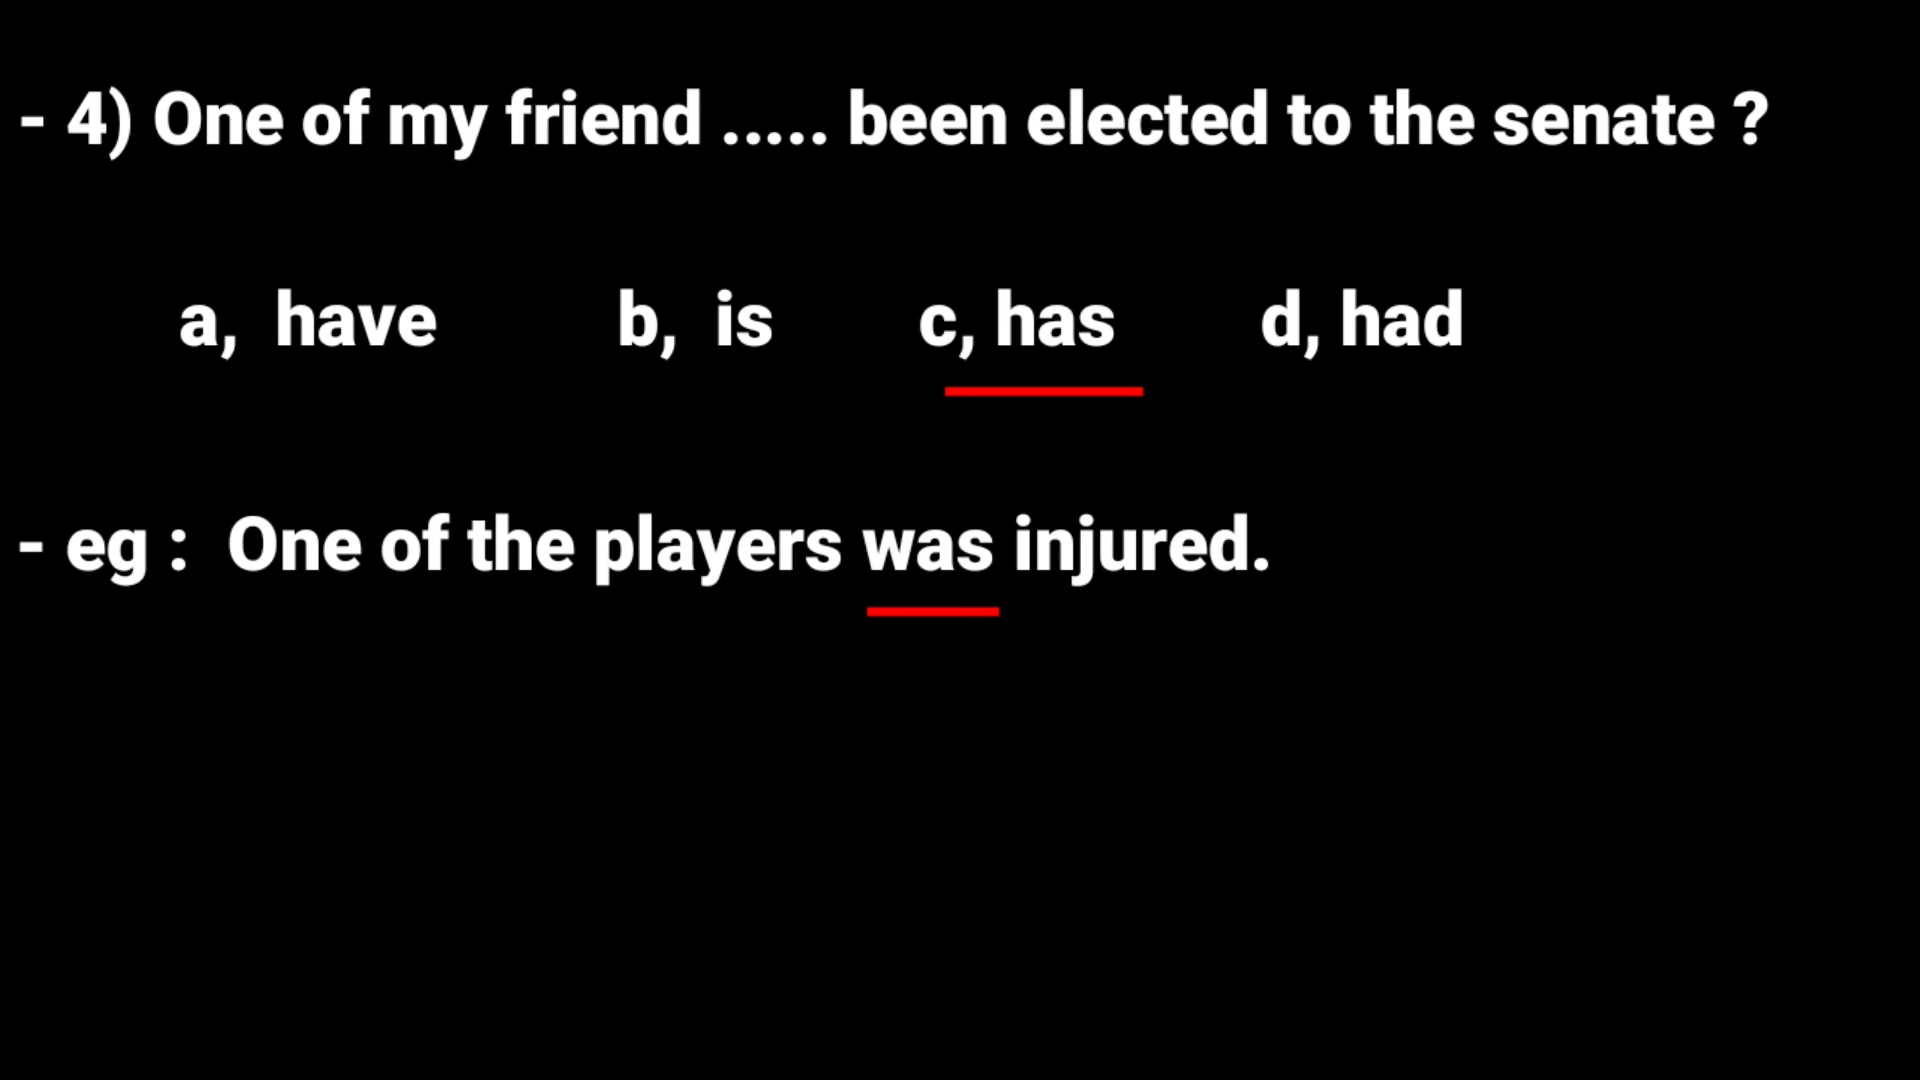 - 4) One of my friend ..... been elected to the senate ?
a, have b, is c, has d, had
- eg : One of the players was injured.